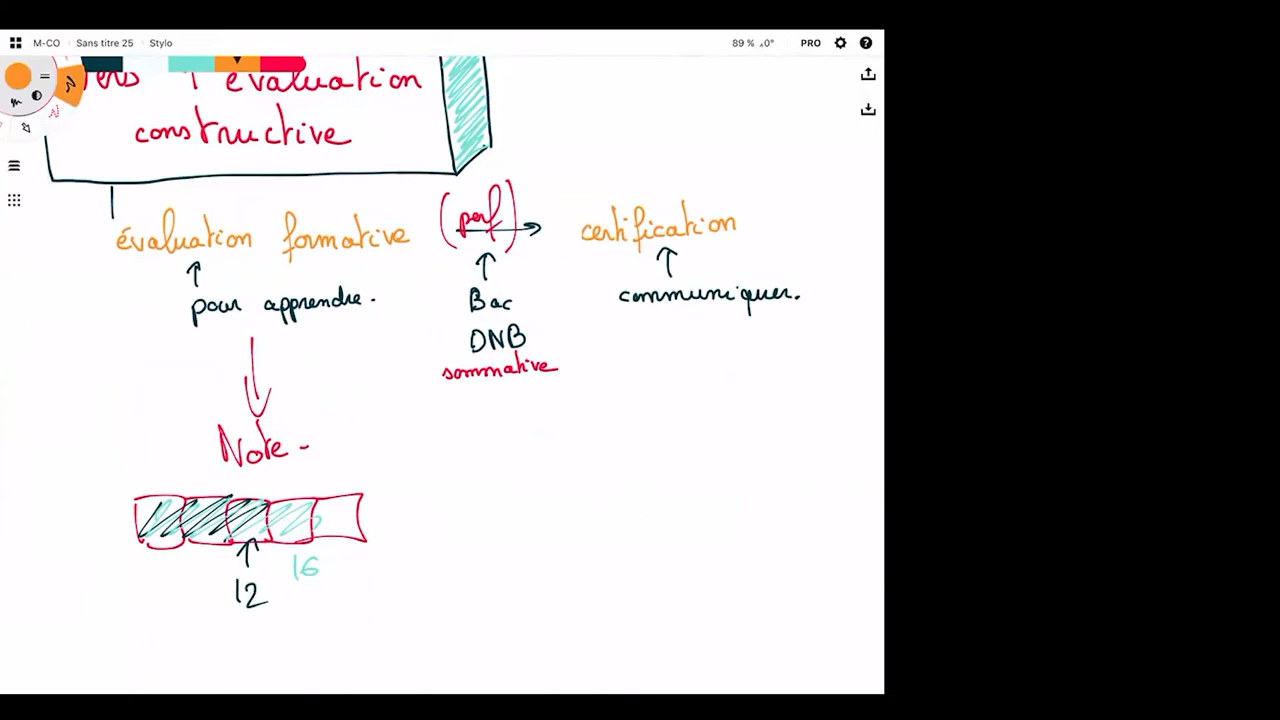 M-CO Sans titre 25 Stylo 89 % 0° PRO
l'évaluation
constructive
évaluation formative (perf) certification
pour apprendre. Bac communiquer.
DNB
sommative
Note.
16
12